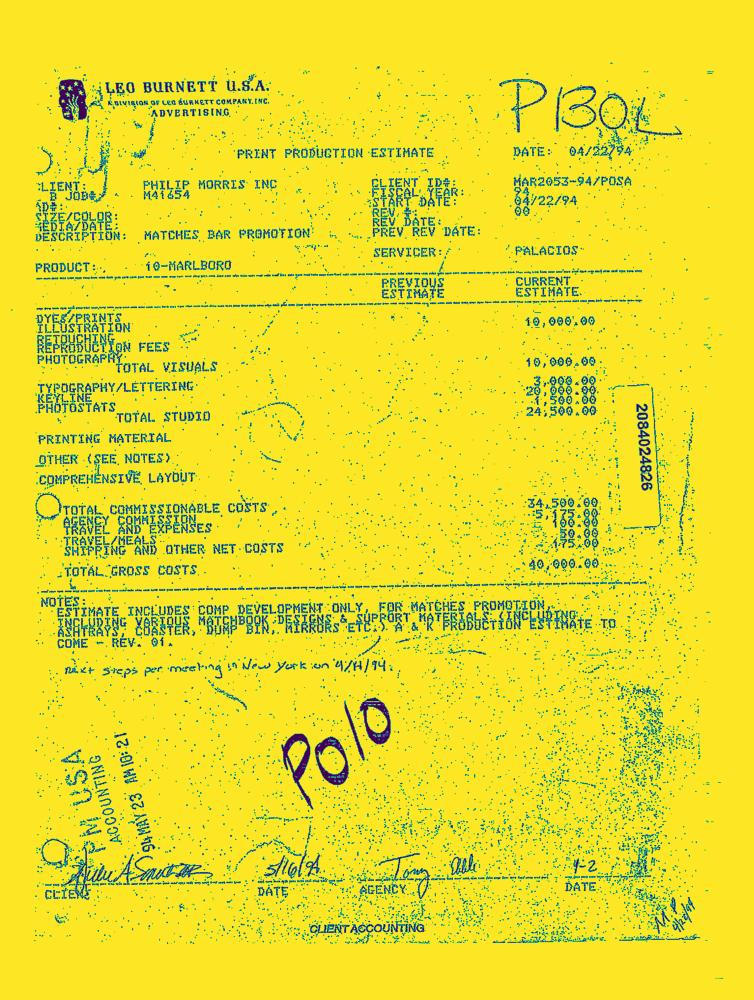 LEO BURNETT U.S.A.
A DIVISION OF LEO BURNETT COMPANY, INC.
ADVERTISING
P130L
PRINT PRODUCTION ESTIMATE DATE: 04/22/94
CLIENT: PHILIP MORRIS INC CLIENT ID#: MAR2053-94/POSA
B JOB#: M41654 FISCAL YEAR: 94
AD#: START DATE: 04/22/94
SIZE/COLOR: REV #: 00
MEDIA/DATE: REV DATE:
DESCRIPTION: MATCHES BAR PROMOTION PREV REV DATE:
SERVICER: PALACIOS
PRODUCT: 10-MARLBORO
PREVIOUS CURRENT
ESTIMATE ESTIMATE
DYES/PRINTS
ILLUSTRATION 10,000.00
RETOUCHING
REPRODUCTION FEES
PHOTOGRAPHY
TOTAL VISUALS 10,000.00
TYPOGRAPHY/LETTERING 3,000.00
KEYLINE 20,000.00
PHOTOSTATS 1,500.00
TOTAL STUDIO 24,500.00
PRINTING MATERIAL
OTHER (SEE NOTES)
COMPREHENSIVE LAYOUT
2084024826
TOTAL COMMISSIONABLE COSTS 34,500.00
AGENCY COMMISSION 5,175.00
TRAVEL AND EXPENSES 100.00
TRAVEL/MEALS 50.00
SHIPPING AND OTHER NET COSTS 175.00
TOTAL GROSS COSTS 40,000.00
NOTES:
ESTIMATE INCLUDES COMP DEVELOPMENT ONLY, FOR MATCHES PROMOTION,
INCLUDING VARIOUS MATCHBOOK DESIGNS & SUPPORT MATERIALS (INCLUDING
ASHTRAYS, COASTER, DUMP BIN, MIRRORS ETC.) A & K PRODUCTION ESTIMATE TO
COME - REV. 01.
next steps per meeting in New York on 4/11/94.
Polo
PM USA
ACCOUNTING
94 MAY 23 AM 10: 21
5/16/94 Tony
CLIENT DATE AGENCY DATE
CLIENT ACCOUNTING